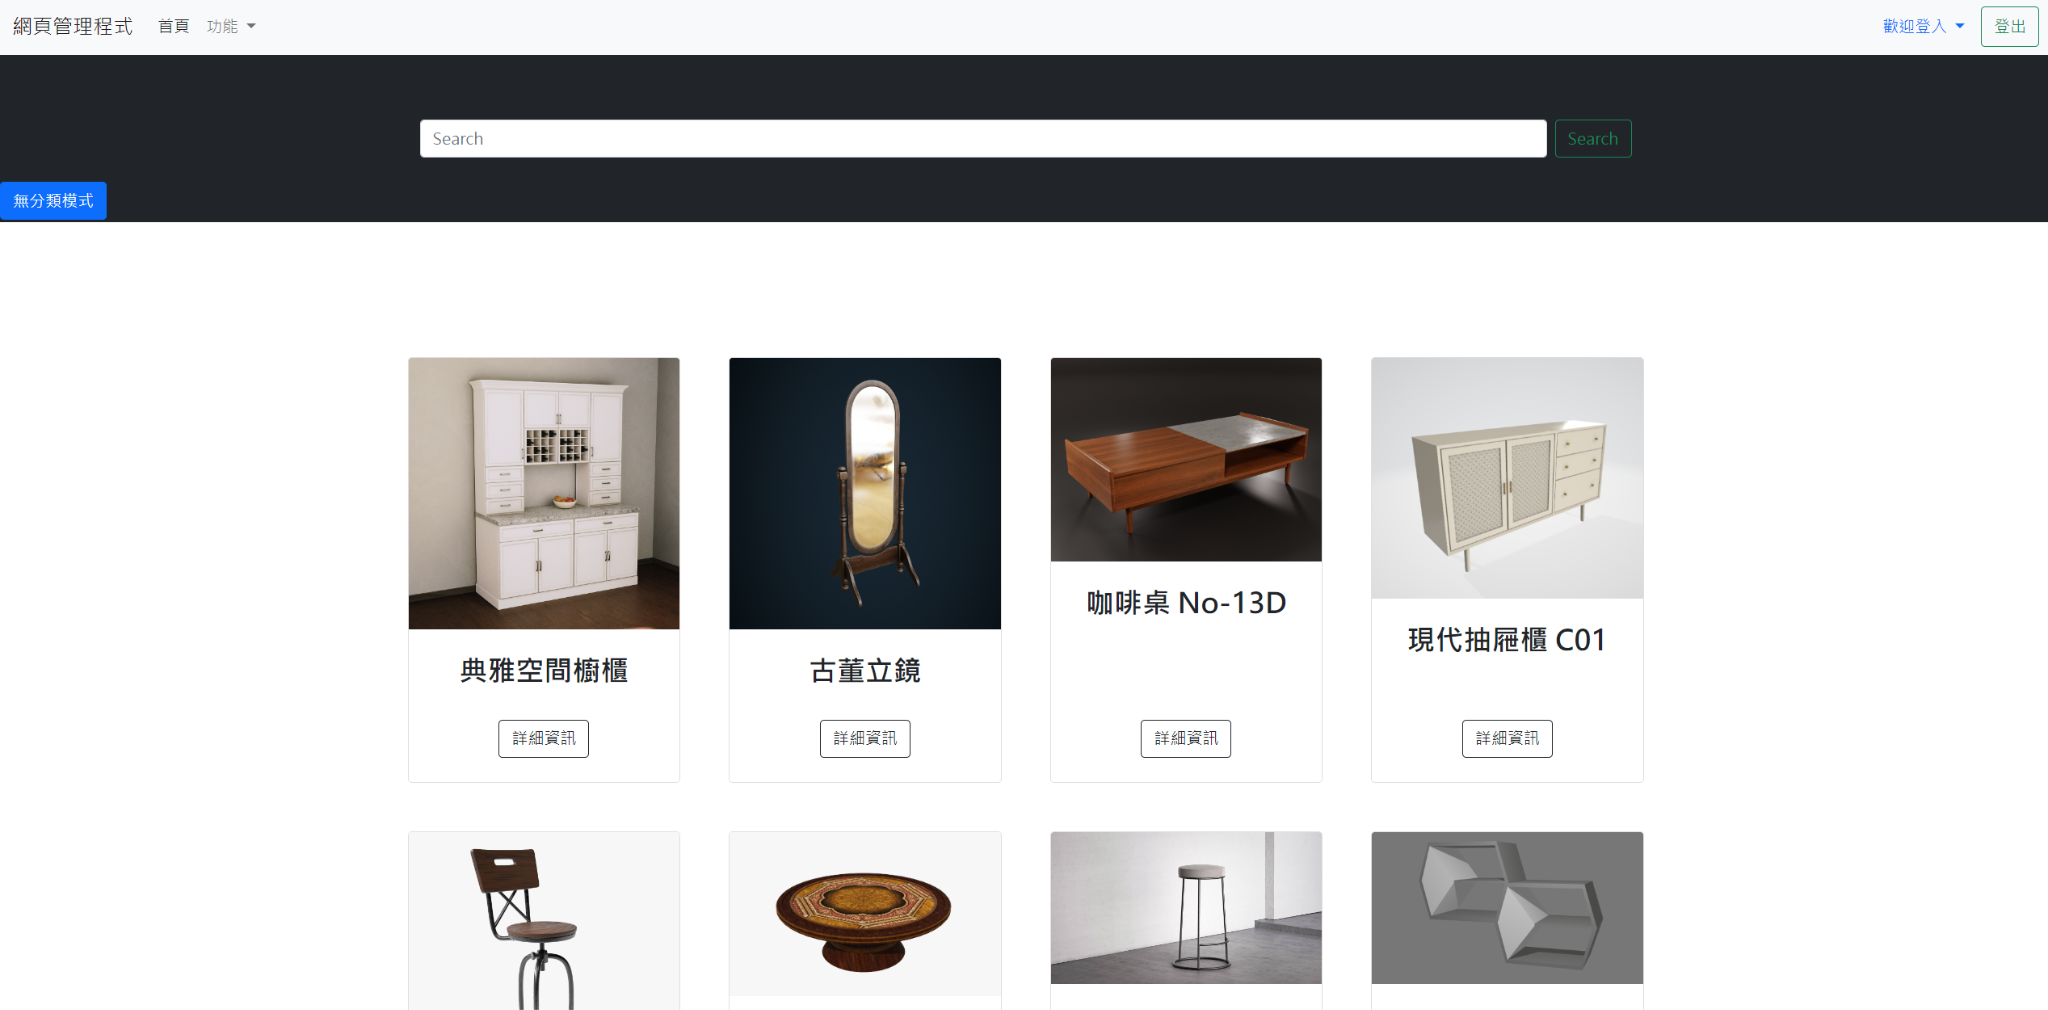 網頁管理程式 首頁 功能 歡迎登入 登出
Search Search
無分類模式
典雅空間櫥櫃
古董立鏡
咖啡桌 No-13D
現代抽屜櫃 C01
詳細資訊 詳細資訊 詳細資訊 詳細資訊